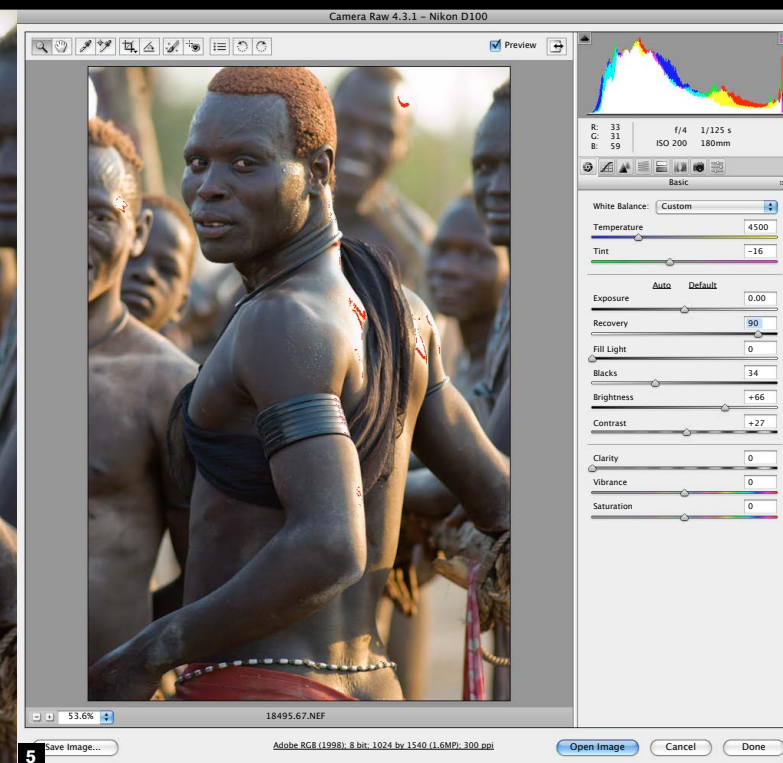 Camera Raw 4.3.1 – Nikon D100
Preview
R: 33
G: 31
B: 59
f/4 1/125 s
ISO 200 180mm
Basic
White Balance: Custom
Temperature 4500
Tint -16
Auto Default
Exposure 0.00
Recovery 90
Fill Light 0
Blacks 34
Brightness +66
Contrast +27
Clarity 0
Vibrance 0
Saturation 0
53.6% 18495.67.NEF
5
Save Image... Adobe RGB (1998); 8 bit; 1024 by 1540 (1.6MP); 300 ppi Open Image Cancel Done